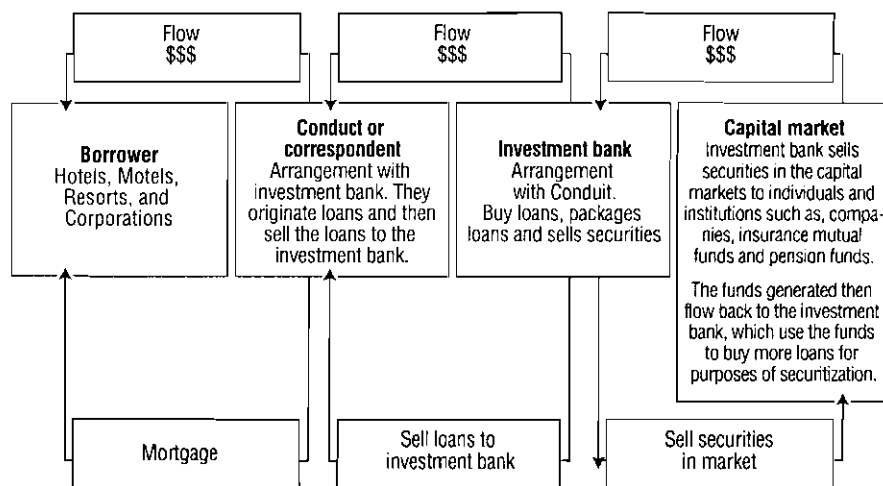 Flow
$$$
Flow
$$$
Flow
$$$
Borrower
Hotels, Motels,
Resorts, and
Corporations
Conduct or
correspondent
Arrangement with
investment bank. They
originate loans and then
sell the loans to the
investment bank.
Investment bank
Arrangement
with Conduit.
Buy loans, packages
loans and sells securities
Capital market
Investment bank sells
securities in the capital
markets to individuals and
institutions such as, compa-
nies, insurance mutual
funds and pension funds.
The funds generated then
flow back to the investment
bank, which use the funds
to buy more loans for
purposes of securitization.
Mortgage
Sell loans to
investment bank
Sell securities
in market